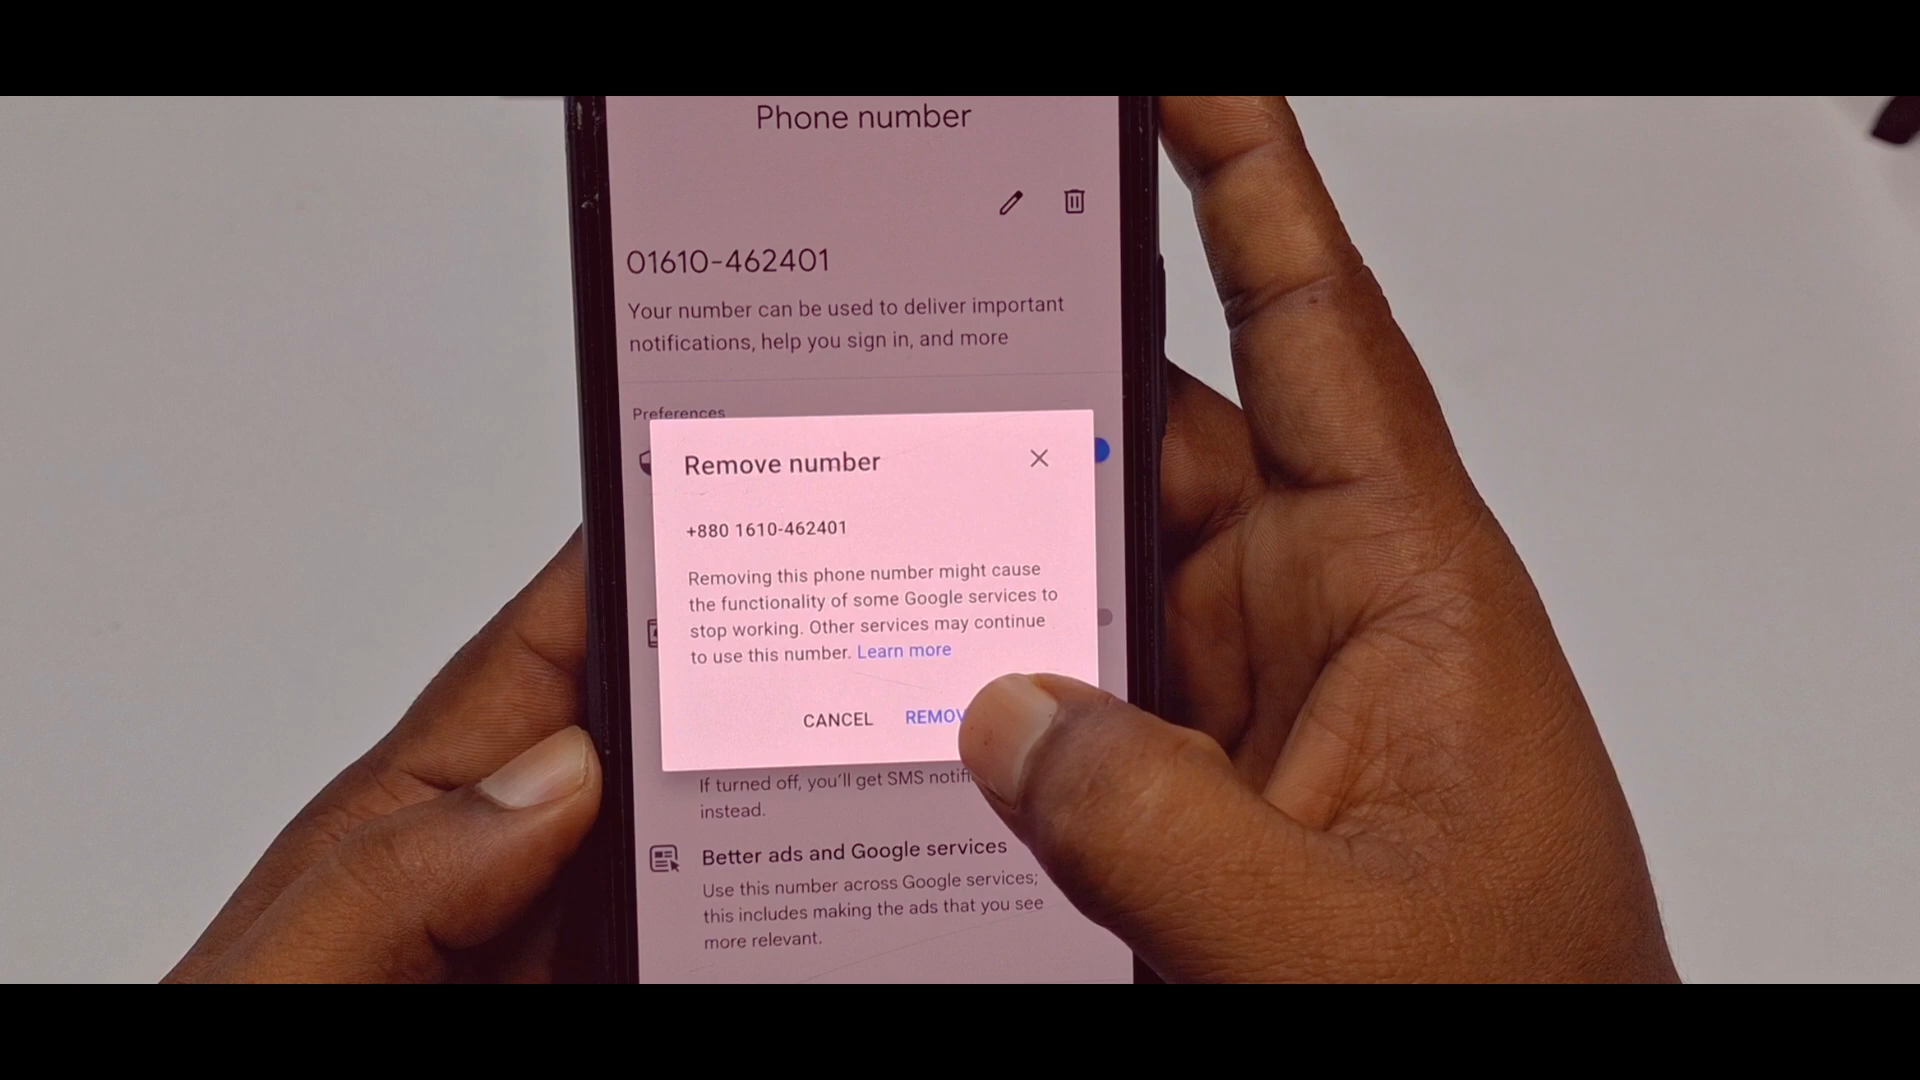 Phone number
01610-462401
Your number can be used to deliver important
notifications, help you sign in, and more
Preferences
Remove number
+880 1610-462401
Removing this phone number might cause
the functionality of some Google services to
stop working. Other services may continue
to use this number. Learn more
CANCEL REMOV
If turned off, you'll get SMS notifi
instead.
Better ads and Google services
Use this number across Google services;
this includes making the ads that you see
more relevant.